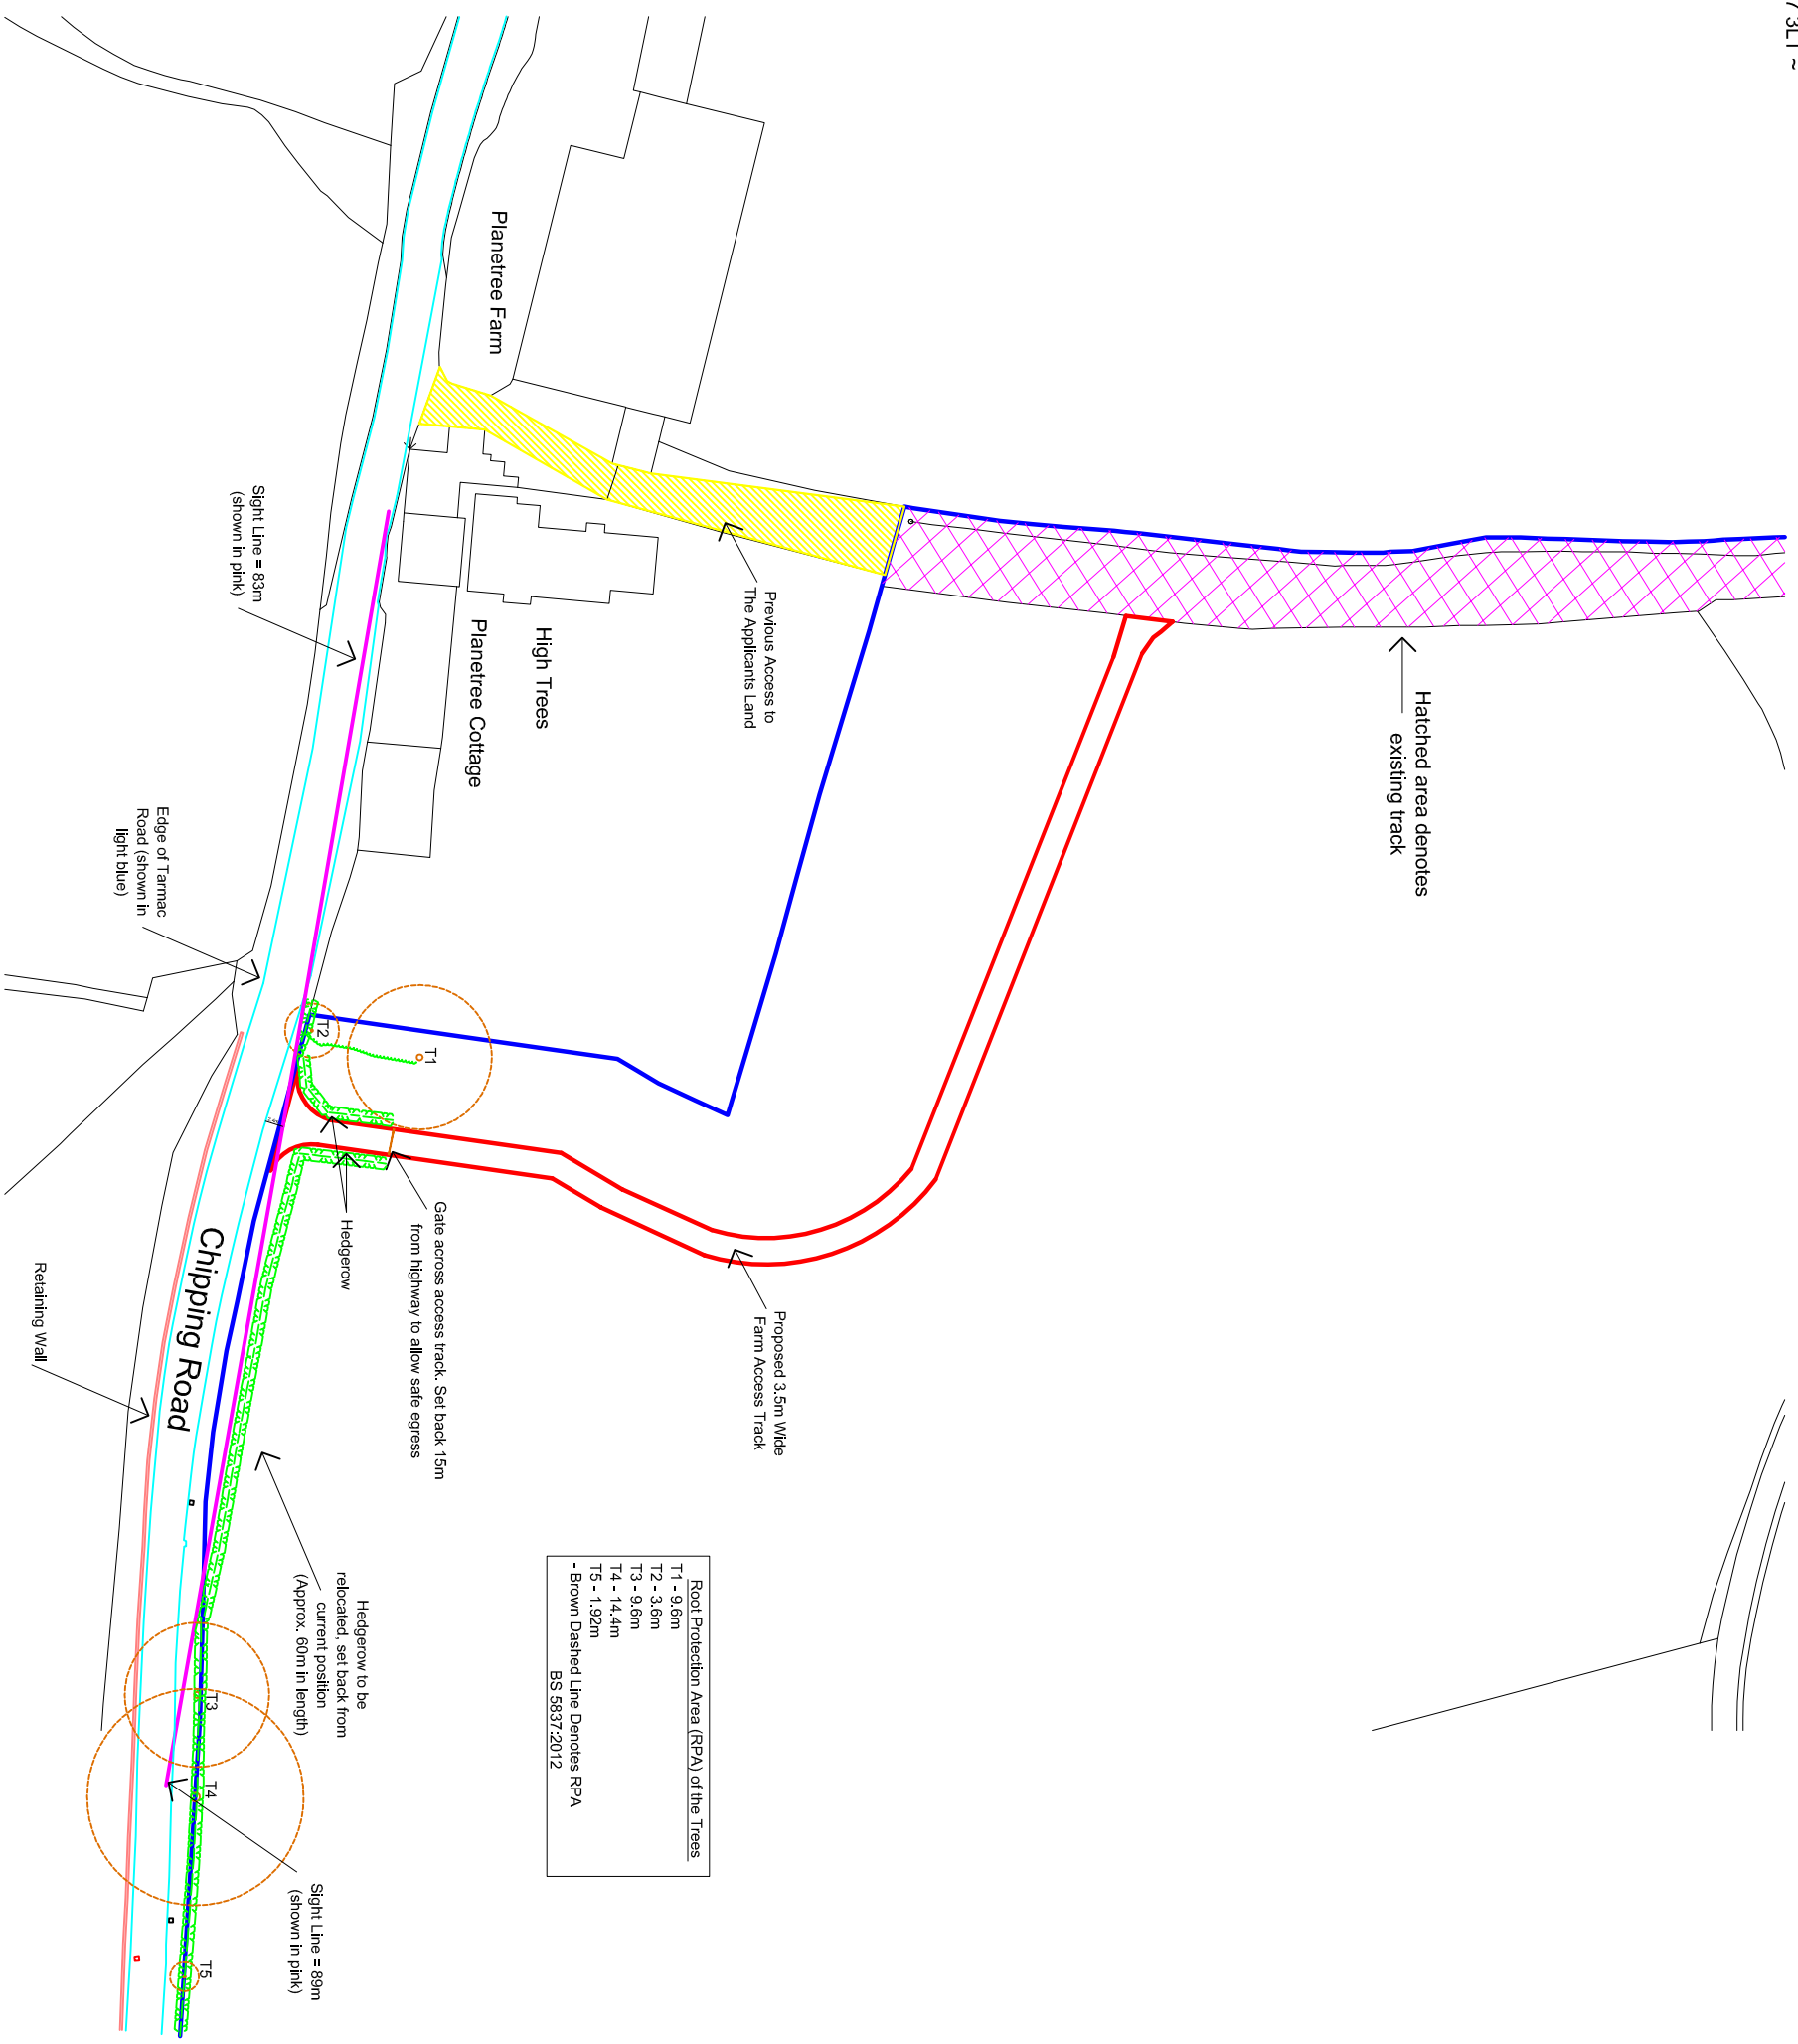 7 3LT ~
Hatched area denotes
existing track
Previous Access to
The Applicants Land
Planetree Farm
High Trees
Planetree Cottage
Sight Line = 83m
(shown in pink)
Edge of Tarmac
Road (shown in
light blue)
T1
T2
Proposed 3.5m Wide
Farm Access Track
Gate across access track. Set back 15m
from highway to allow safe egress
Hedgerow
Chipping Road
Retaining Wall
Root Protection Area (RPA) of the Trees
T1 - 9.6m
T2 - 3.6m
T3 - 9.6m
T4 - 14.4m
T5 - 1.92m
- Brown Dashed Line Denotes RPA
BS 5837:2012
Hedgerow to be
relocated, set back from
current position
(Approx. 60m in length)
T3
T4
Sight Line = 89m
(shown in pink)
T5